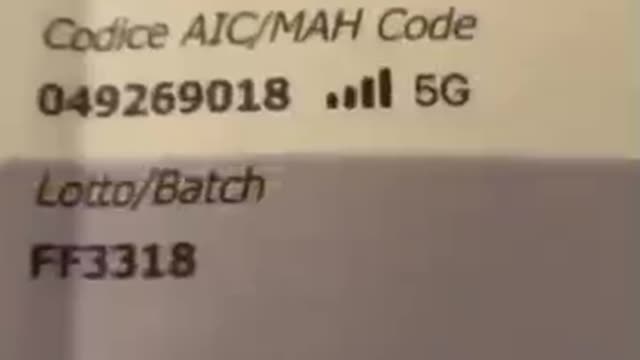 Codice AIC/MAH Code
049269018 5G
Lotto/Batch
FF3318